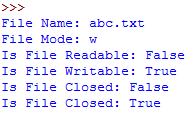 >>>
File Name: abc.txt
File Mode: w
Is File Readable: False
Is File Writable: True
Is File Closed: False
Is File Closed: True